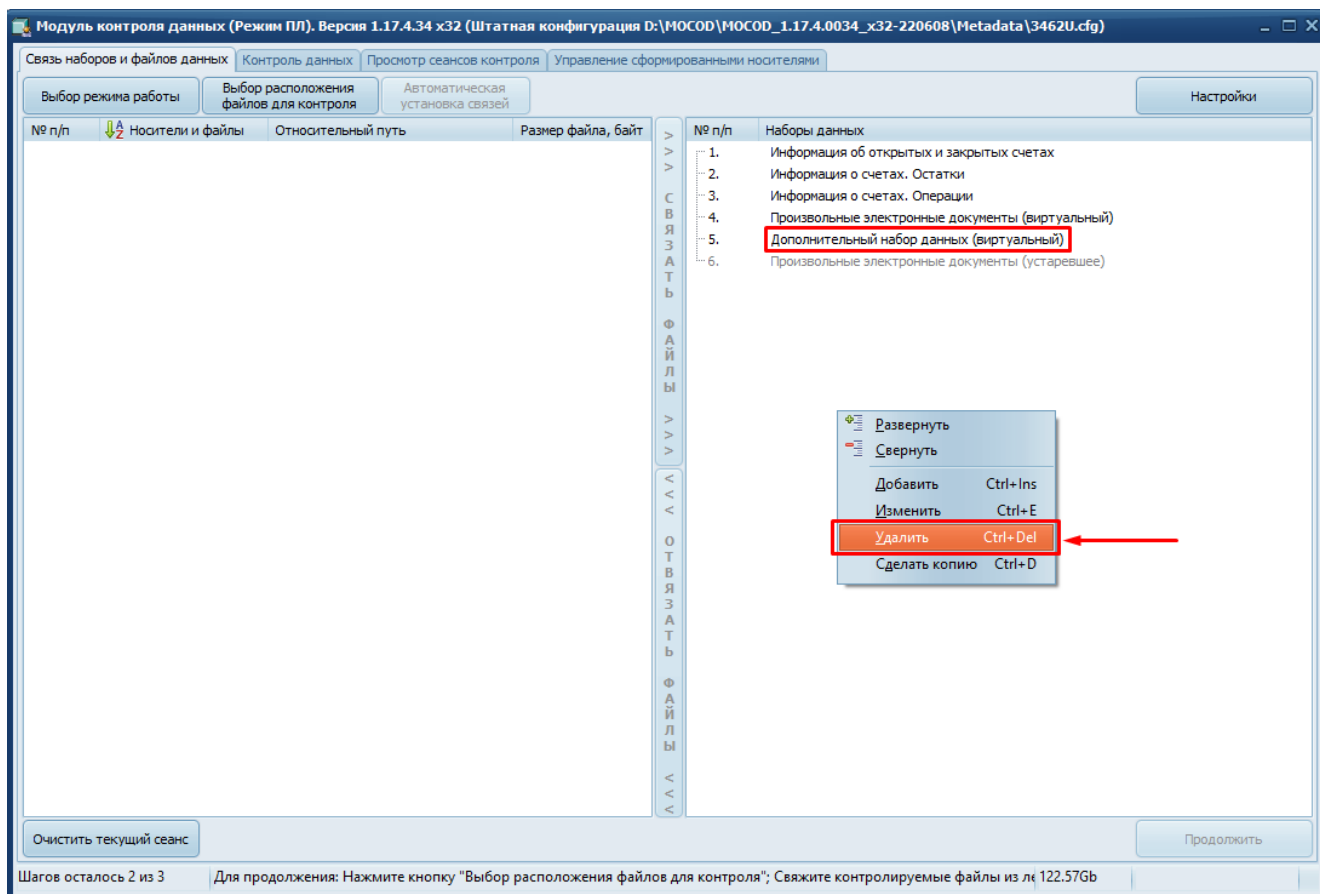 Модуль контроля данных (Режим ПЛ). Версия 1.17.4.34 x32 (Штатная конфигурация D:\MOCOD\MOCOD_1.17.4.0034_x32-220608\Metadata\3462U.cfg)
Связь наборов и файлов данных Контроль данных Просмотр сеансов контроля Управление сформированными носителями
Выбор режима работы
Выбор расположения
файлов для контроля
Автоматическая
установка связей
Настройки
№ п/п Носители и файлы Относительный путь Размер файла, байт
№ п/п Наборы данных
1. Информация об открытых и закрытых счетах
2. Информация о счетах. Остатки
3. Информация о счетах. Операции
4. Произвольные электронные документы (виртуальный)
5. Дополнительный набор данных (виртуальный)
6. Произвольные электронные документы (устаревшее)
> > > СВЯЗАТЬ ФАЙЛЫ > > >
< < < ОТВЯЗАТЬ ФАЙЛЫ < < <
Развернуть
Свернуть
Добавить Ctrl+Ins
Изменить Ctrl+E
Удалить Ctrl+Del
Сделать копию Ctrl+D
Очистить текущий сеанс
Продолжить
Шагов осталось 2 из 3 Для продолжения: Нажмите кнопку "Выбор расположения файлов для контроля"; Свяжите контролируемые файлы из ле 122.57Gb